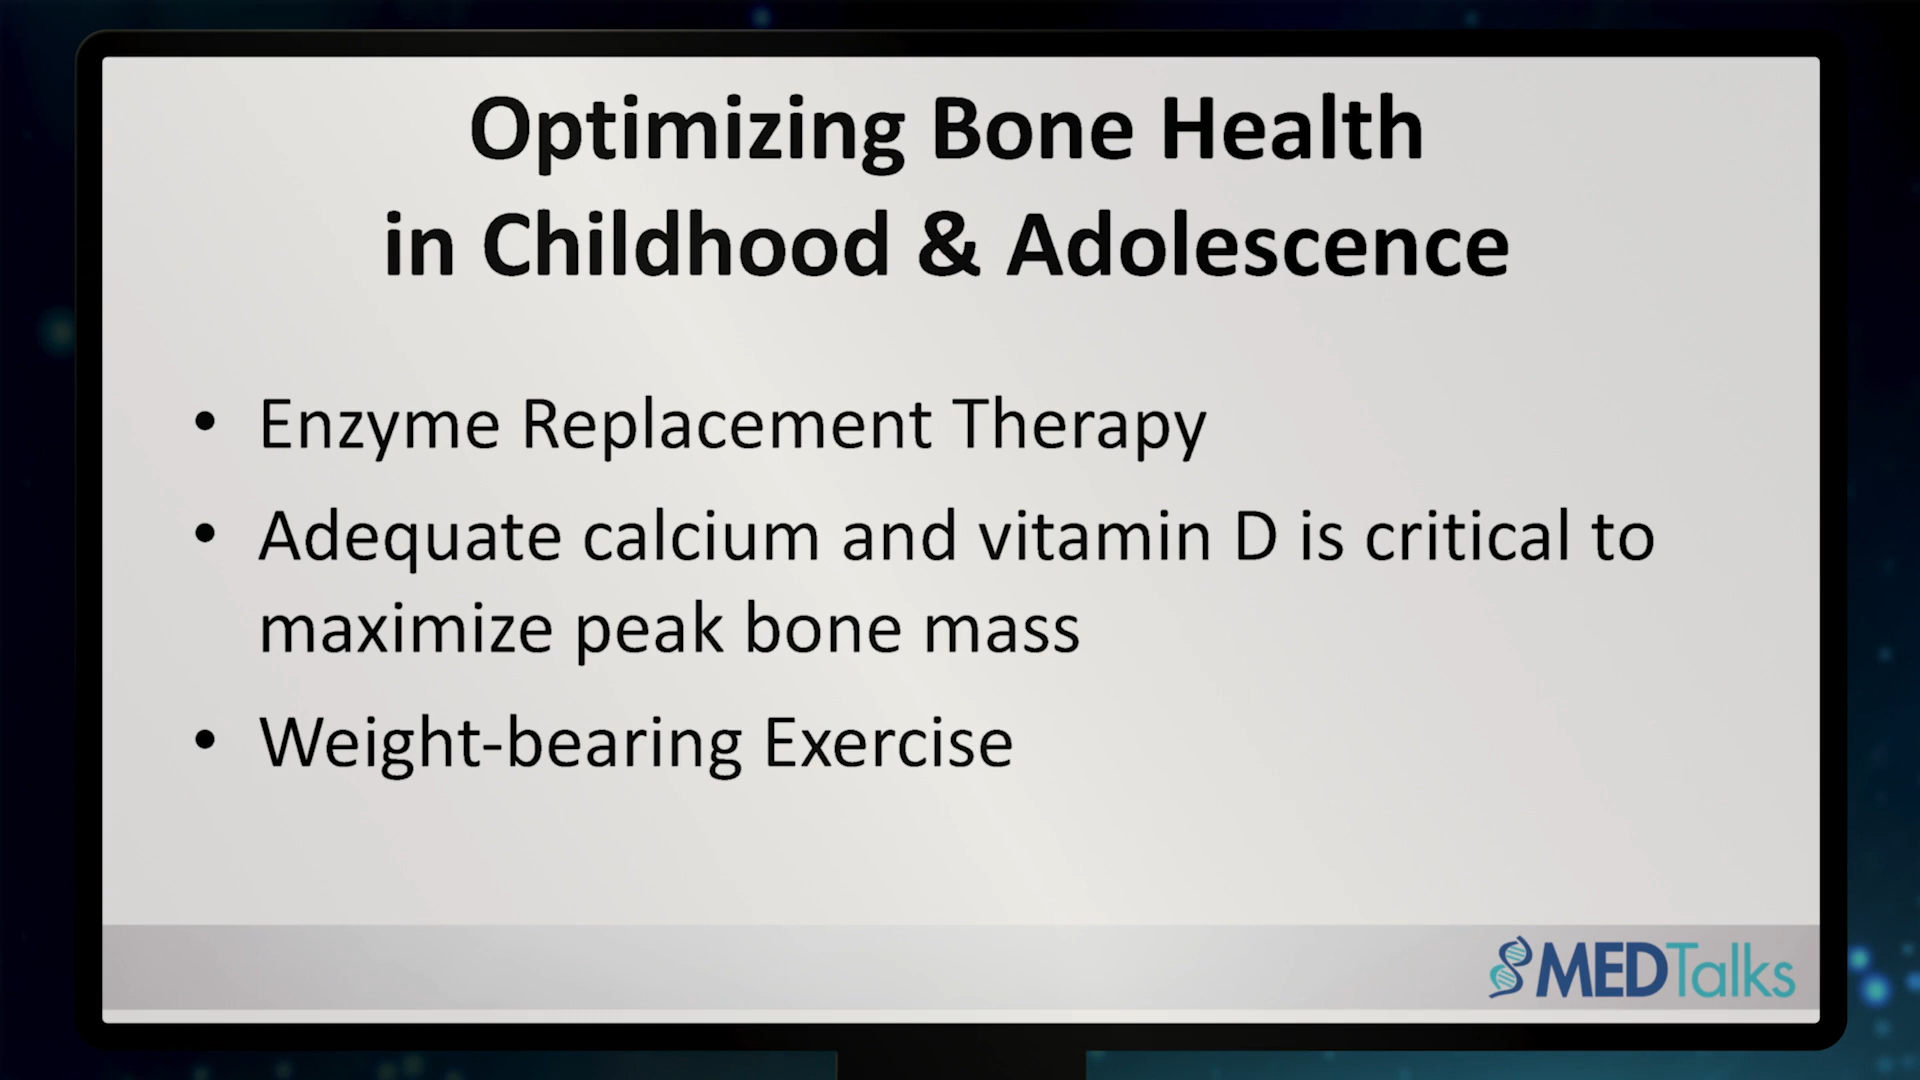 Optimizing Bone Health
in Childhood & Adolescence
• Enzyme Replacement Therapy
• Adequate calcium and vitamin D is critical to
maximize peak bone mass
• Weight-bearing Exercise
MEDTalks